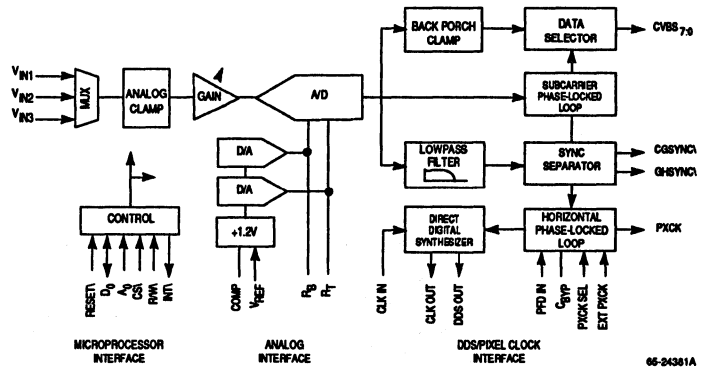 BACK PORCH
CLAMP
DATA
SELECTOR
CVBS7:0
VIN1
VIN2
VIN3
MUX
ANALOG
CLAMP
GAIN
A/D
SUBCARRIER
PHASE-LOCKED
LOOP
D/A
D/A
+1.2V
LOWPASS
FILTER
SYNC
SEPARATOR
CGSYNC\
GHSYNC\
CONTROL
DIRECT
DIGITAL
SYNTHESIZER
HORIZONTAL
PHASE-LOCKED
LOOP
PXCK
RESET\
D0
A0
CS\
R/W\
INT\
COMP
VREF
RB
RT
CLK IN
CLK OUT
DDS OUT
PFD IN
CBYP
PXCK SEL
EXT PXCK
MICROPROCESSOR
INTERFACE
ANALOG
INTERFACE
DDS/PIXEL CLOCK
INTERFACE
65-24361A